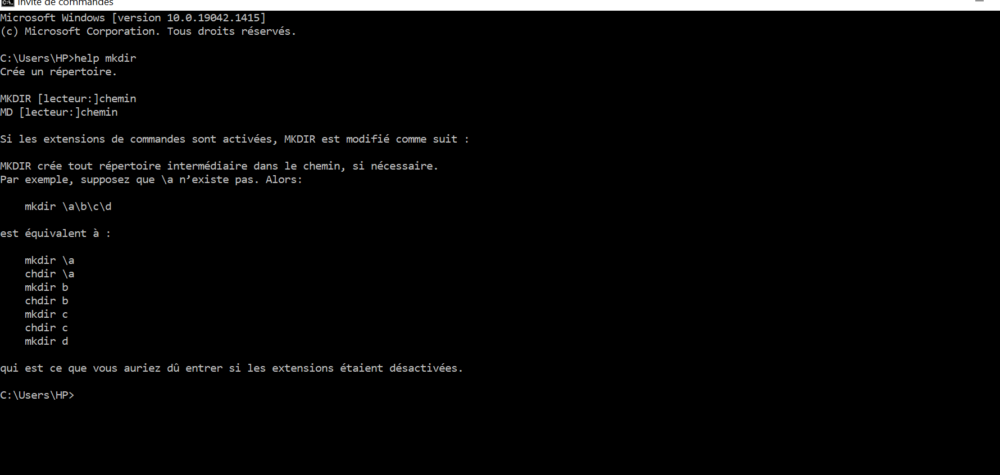 Invite de commandes
Microsoft Windows [version 10.0.19042.1415]
(c) Microsoft Corporation. Tous droits réservés.
C:\Users\HP>help mkdir
Crée un répertoire.
MKDIR [lecteur:]chemin
MD [lecteur:]chemin
Si les extensions de commandes sont activées, MKDIR est modifié comme suit :
MKDIR crée tout répertoire intermédiaire dans le chemin, si nécessaire.
Par exemple, supposez que \a n’existe pas. Alors:
mkdir \a\b\c\d
est équivalent à :
mkdir \a
chdir \a
mkdir b
chdir b
mkdir c
chdir c
mkdir d
qui est ce que vous auriez dû entrer si les extensions étaient désactivées.
C:\Users\HP>